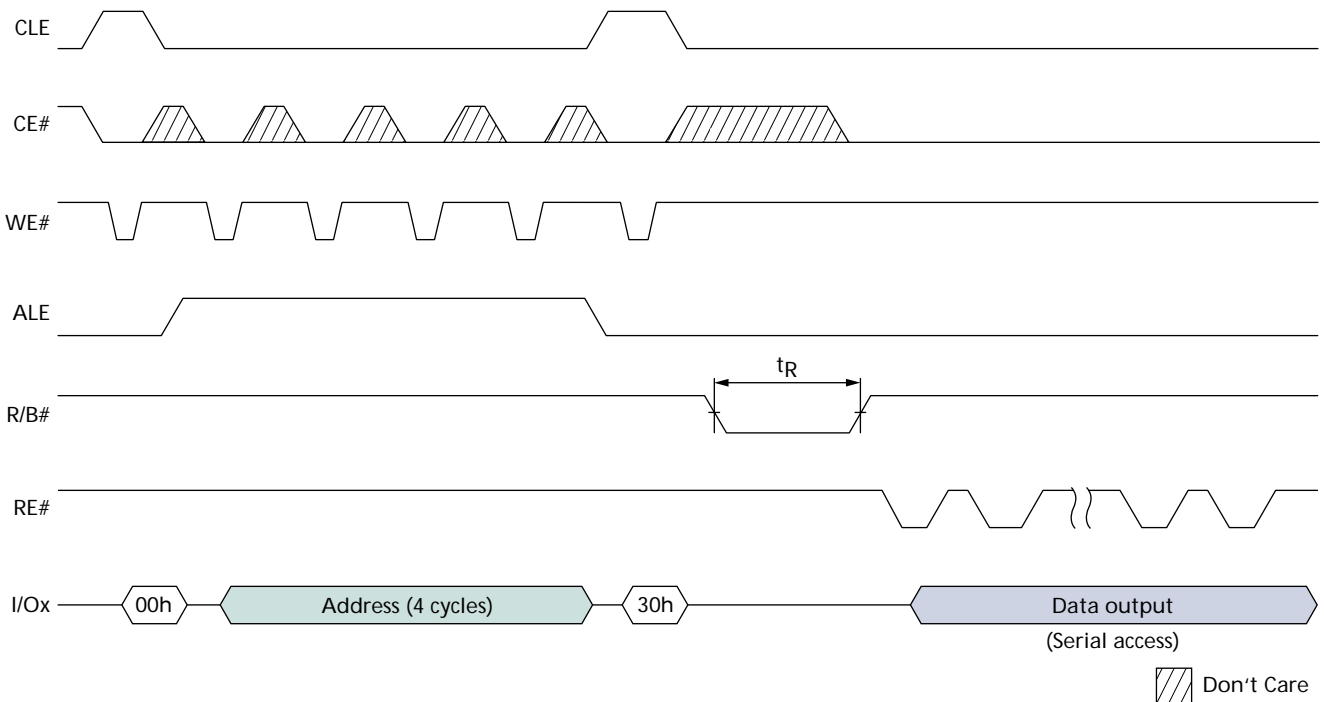 CLE
CE#
WE#
ALE
tR
R/B#
RE#
I/Ox 00h Address (4 cycles) 30h Data output
(Serial access)
Don't Care